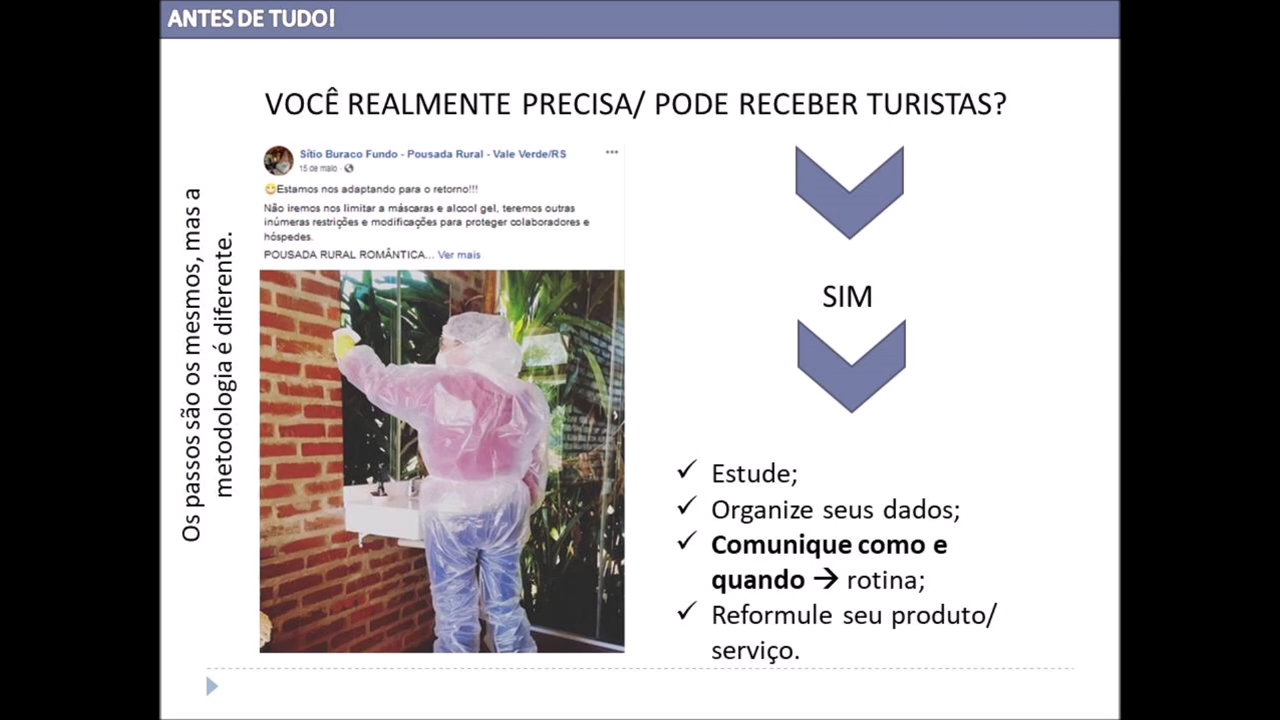 ANTES DE TUDO!
VOCÊ REALMENTE PRECISA/ PODE RECEBER TURISTAS?
Os passos são os mesmos, mas a
metodologia é diferente.
Sítio Buraco Fundo - Pousada Rural - Vale Verde/RS
15 de maio ·
Estamos nos adaptando para o retorno!!!
Não iremos nos limitar a máscaras e alcool gel, teremos outras
inúmeras restrições e modificações para proteger colaboradores e
hóspedes.
POUSADA RURAL ROMÂNTICA... Ver mais
SIM
✓ Estude;
✓ Organize seus dados;
✓ Comunique como e
quando → rotina;
✓ Reformule seu produto/
serviço.